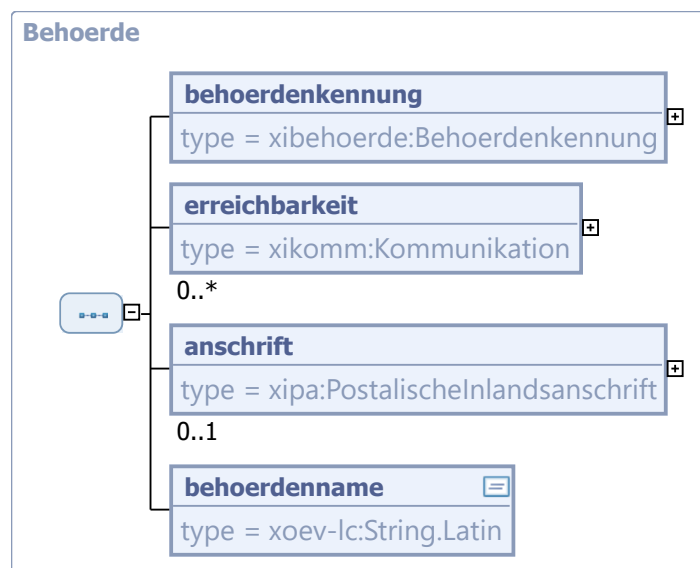 Behoerde
behoerdenkennung
type = xibehoerde:Behoerdenkennung
erreichbarkeit
type = xikomm:Kommunikation
0..*
anschrift
type = xipa:PostalischeInlandsanschrift
0..1
behoerdenname
type = xoev-lc:String.Latin